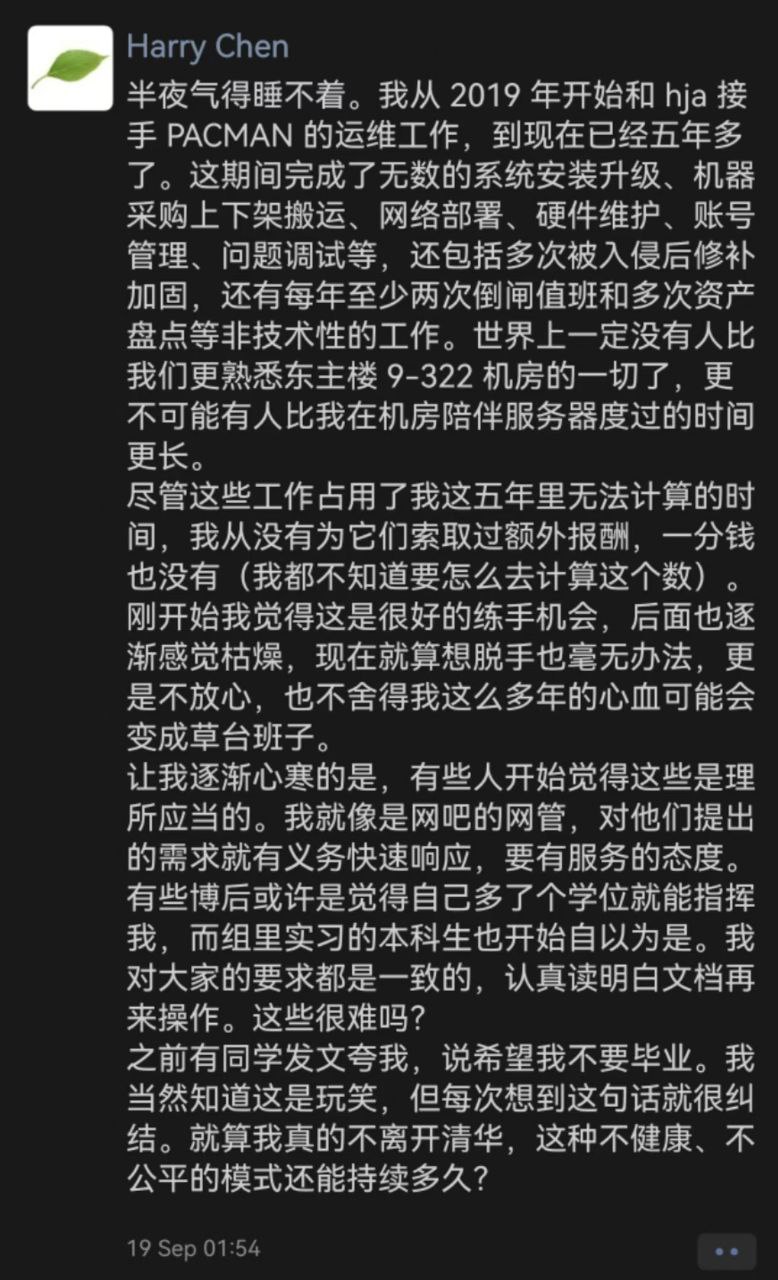 Harry Chen
半夜气得睡不着。我从 2019 年开始和 hja 接
手 PACMAN 的运维工作，到现在已经五年多
了。这期间完成了无数的系统安装升级、机器
采购上下架搬运、网络部署、硬件维护、账号
管理、问题调试等，还包括多次被入侵后修补
加固，还有每年至少两次倒闸值班和多次资产
盘点等非技术性的工作。世界上一定没有人比
我们更熟悉东主楼 9-322 机房的一切了，更
不可能有人比我在机房陪伴服务器度过的时间
更长。
尽管这些工作占用了我这五年里无法计算的时
间，我从没有为它们索取过额外报酬，一分钱
也没有（我都不知道要怎么去计算这个数）。
刚开始我觉得这是很好的练手机会，后面也逐
渐感觉枯燥，现在就算想脱手也毫无办法，更
是不放心，也不舍得我这么多年的心血可能会
变成草台班子。
让我逐渐心寒的是，有些人开始觉得这些是理
所应当的。我就像是网吧的网管，对他们提出
的需求就有义务快速响应，要有服务的态度。
有些博后或许是觉得自己多了个学位就能指挥
我，而组里实习的本科生也开始自以为是。我
对大家的要求都是一致的，认真读明白文档再
来操作。这些很难吗？
之前有同学发文夸我，说希望我不要毕业。我
当然知道这是玩笑，但每次想到这句话就很纠
结。就算我真的不离开清华，这种不健康、不
公平的模式还能持续多久？
19 Sep 01:54